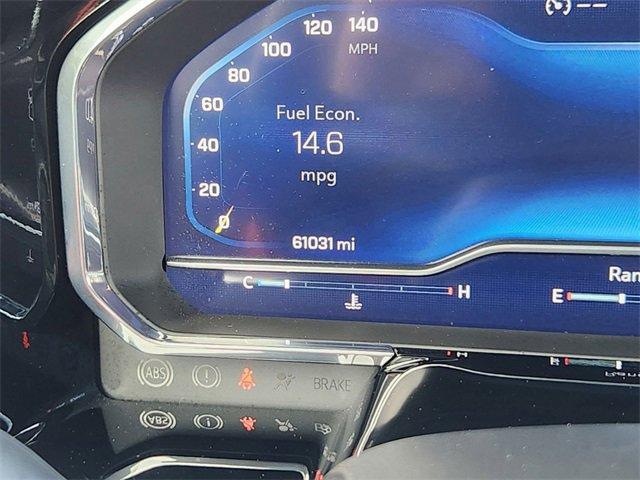 120 140
100 MPH
80
60
40
20
0
Fuel Econ.
14.6
mpg
61031 mi
C H
Ran
E
ABS BRAKE